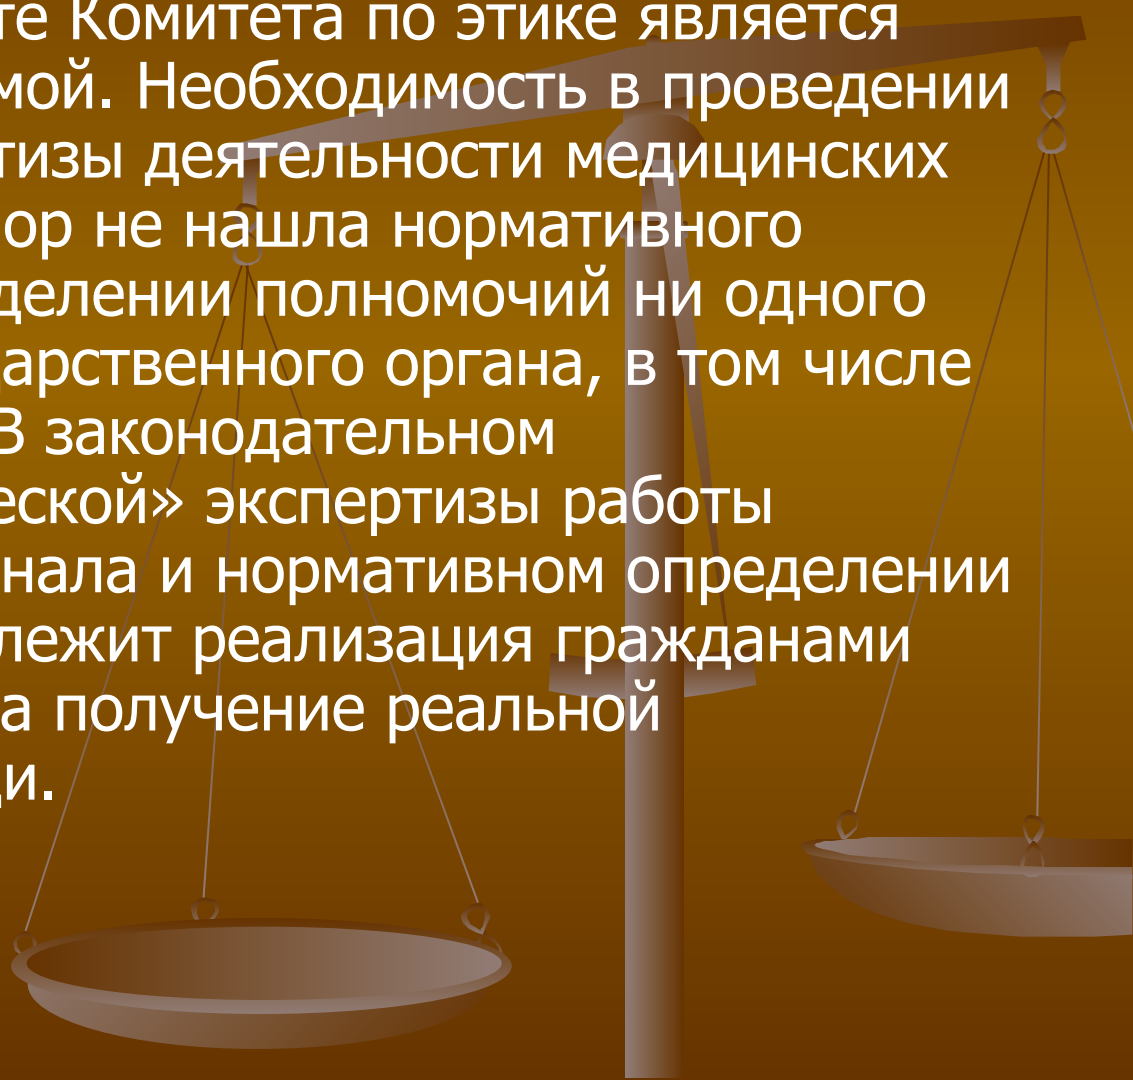 те Комитета по этике является
мой. Необходимость в проведении
тизы деятельности медицинских
ор не нашла нормативного
делении полномочий ни одного
дарственного органа, в том числе
В законодательном
еской» экспертизы работы
нала и нормативном определении
лежит реализация гражданами
а получение реальной
и.